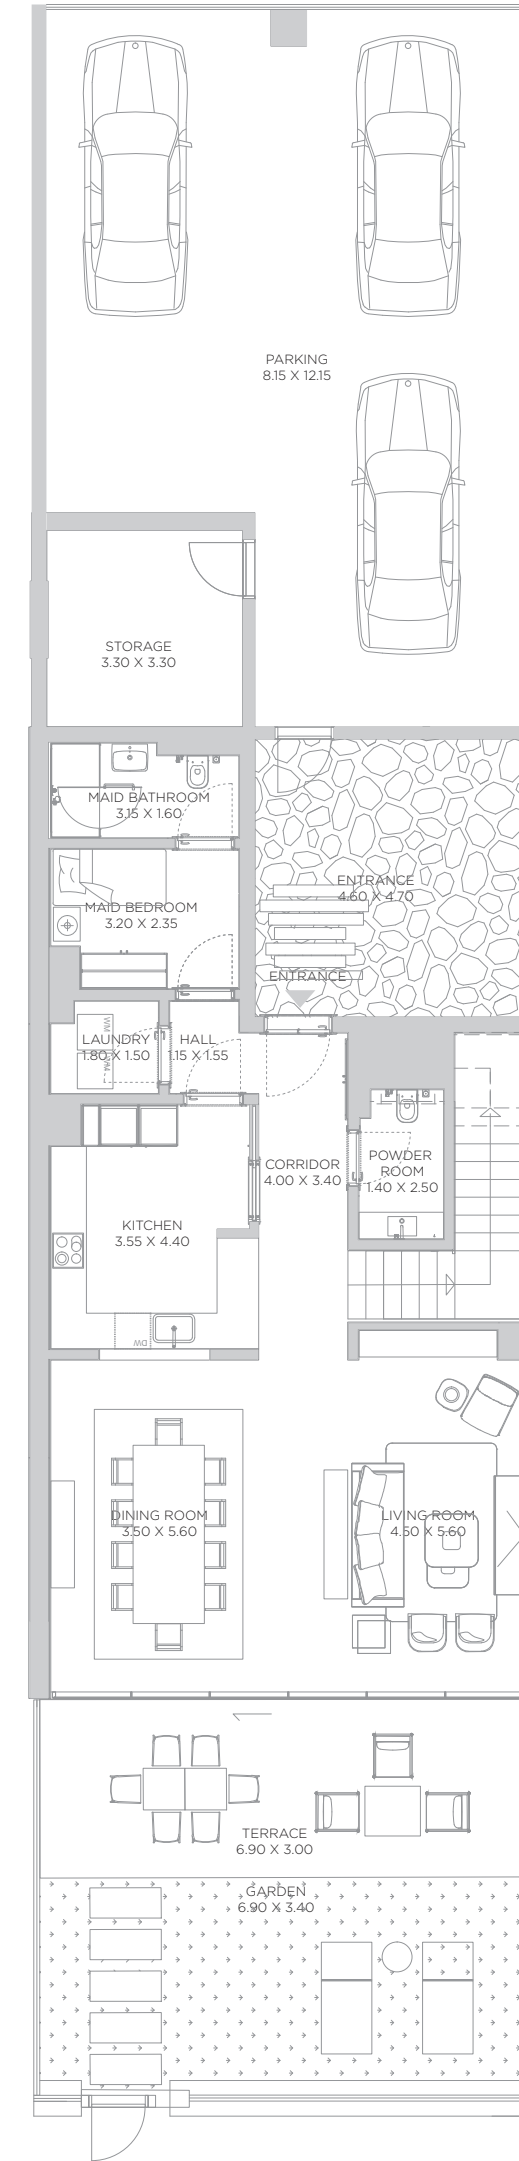 PARKING
8.15 X 12.15
STORAGE
3.30 X 3.30
MAID BATHROOM
3.15 X 1.60
ENTRANCE
4.60 X 4.70
MAID BEDROOM
3.20 X 2.35
ENTRANCE
WM
LAUNDRY
1.80 X 1.50
HALL
1.15 X 1.55
POWDER
ROOM
1.40 X 2.50
CORRIDOR
4.00 X 3.40
KITCHEN
3.55 X 4.40
DW
DINING ROOM
3.50 X 5.60
LIVING ROOM
4.50 X 5.60
TERRACE
6.90 X 3.00
GARDEN
6.90 X 3.40